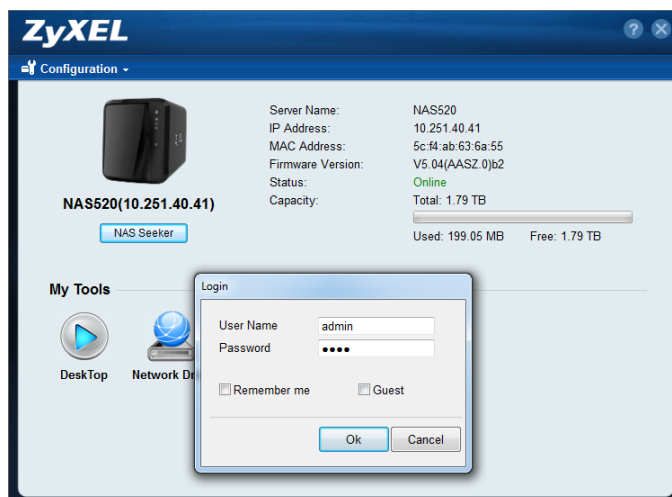 ZyXEL
Configuration
Server Name: NAS520
IP Address: 10.251.40.41
MAC Address: 5c:f4:ab:63:6a:55
Firmware Version: V5.04(AASZ.0)b2
Status: Online
Capacity: Total: 1.79 TB
Used: 199.05 MB Free: 1.79 TB
NAS520(10.251.40.41)
NAS Seeker
My Tools
DeskTop
Network Dr
Login
User Name admin
Password ••••
Remember me Guest
Ok Cancel